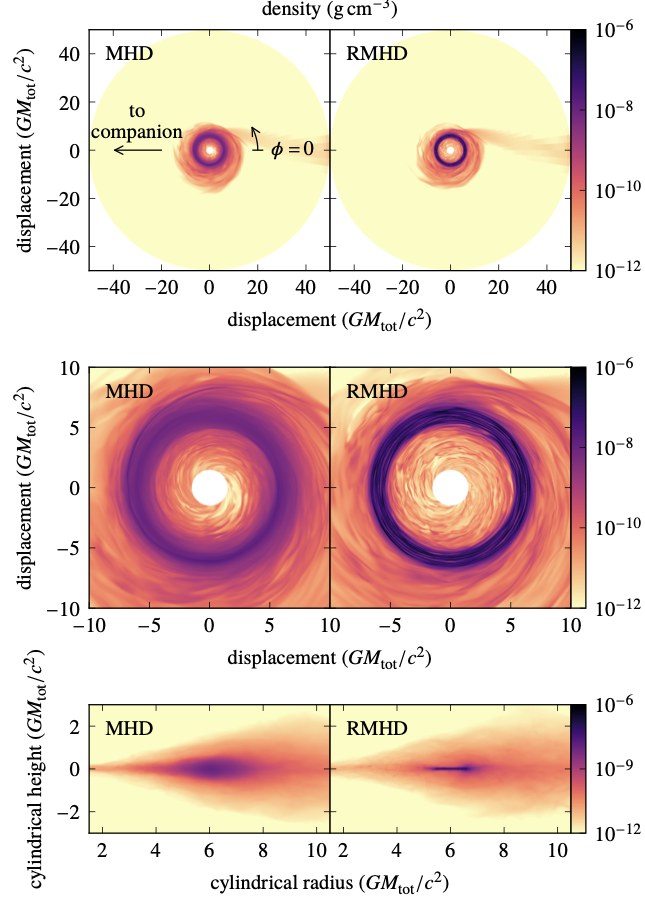 density (g cm⁻³)
MHD
RMHD
to
companion
ϕ = 0
40
20
0
−20
−40
displacement (GM_tot/c²)
−40 −20 0 20 40
−40 −20 0 20 40
displacement (GM_tot/c²)
10⁻⁶
10⁻⁸
10⁻¹⁰
10⁻¹²
MHD
RMHD
10
5
0
−5
−10
displacement (GM_tot/c²)
−10 −5 0 5 10
−5 0 5 10
displacement (GM_tot/c²)
10⁻⁶
10⁻⁸
10⁻¹⁰
10⁻¹²
MHD
RMHD
2
0
−2
cylindrical height (GM_tot/c²)
2 4 6 8 10
2 4 6 8 10
cylindrical radius (GM_tot/c²)
10⁻⁶
10⁻⁹
10⁻¹²